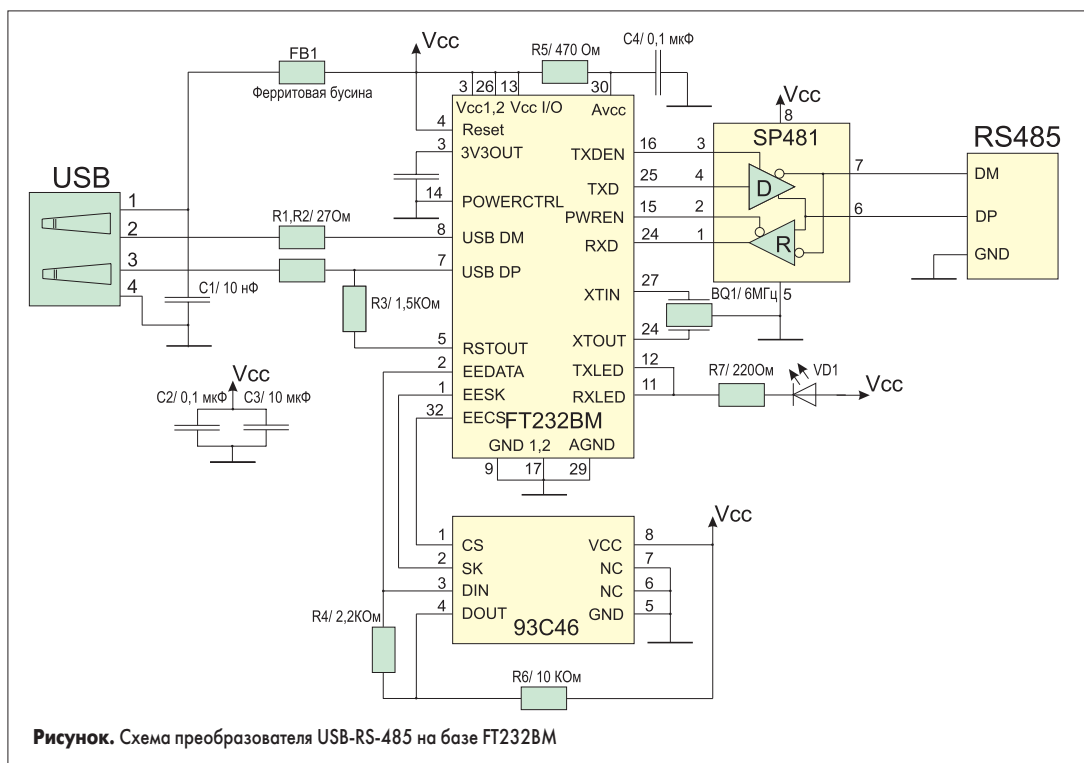 FB1
Ферритовая бусина
Vcc
R5/ 470 Ом
C4/ 0,1 мкФ
3 26 13 30
Vcc1,2 Vcc I/O Avcc
4 Reset
3 3V3OUT
14 POWERCTRL
8 USB DM
7 USB DP
5 RSTOUT
2 EEDATA
1 EESK
32 EECS
TXDEN 16
TXD 25
PWREN 15
RXD 24
XTIN 27
XTOUT 24
TXLED 12
RXLED 11
FT232BM
GND 1,2 AGND
9 17 29
USB
1
2
3
4
R1,R2/ 27Ом
C1/ 10 нФ
R3/ 1,5КОм
Vcc
C2/ 0,1 мкФ C3/ 10 мкФ
Vcc
8
SP481
3
4
2
1
D
R
7
6
5
RS485
DM
DP
GND
BQ1/ 6МГц
R7/ 220Ом
VD1
Vcc
1 CS
2 SK
3 DIN
4 DOUT
VCC 8
NC 7
NC 6
GND 5
93C46
Vcc
R4/ 2,2КОм
R6/ 10 КОм
Рисунок. Схема преобразователя USB-RS-485 на базе FT232BM